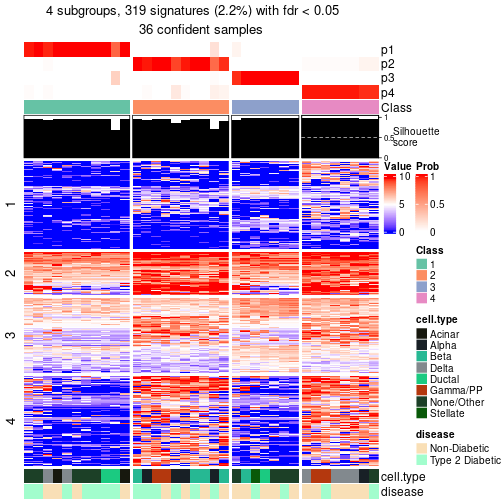 4 subgroups, 319 signatures (2.2%) with fdr < 0.05
36 confident samples
p1
p2
p3
p4
Class
1
0.5
0
Silhouette
score
1
2
3
4
Value
10
5
0
Prob
1
0.5
0
Class
1
2
3
4
cell.type
Acinar
Alpha
Beta
Delta
Ductal
Gamma/PP
None/Other
Stellate
disease
Non-Diabetic
Type 2 Diabetic
cell.type
disease